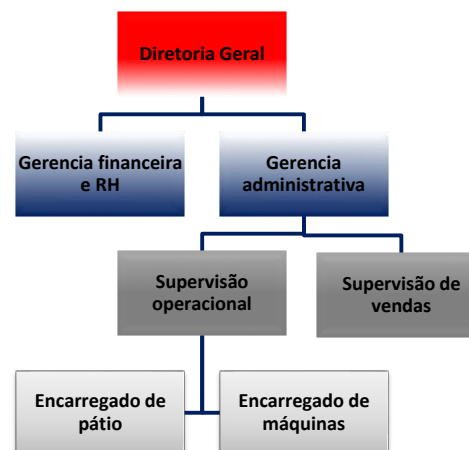 Diretoria Geral
Gerencia financeira
e RH
Gerencia
administrativa
Supervisão
operacional
Supervisão de
vendas
Encarregado de
pátio
Encarregado de
máquinas